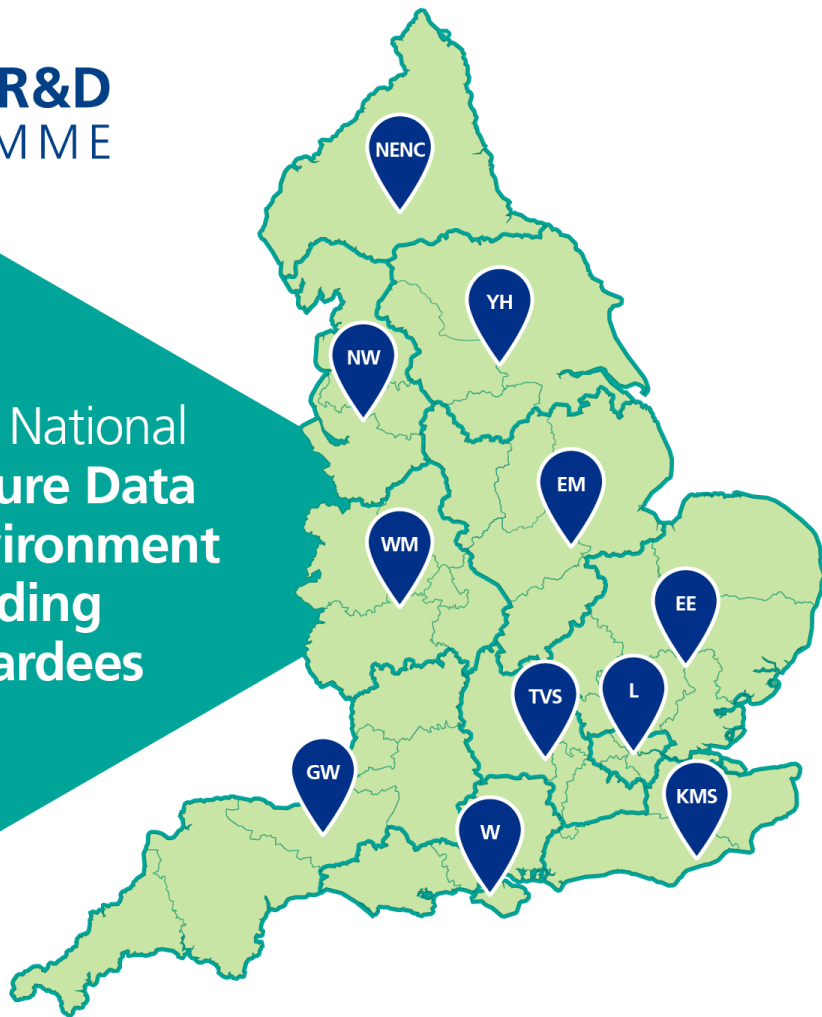 R&D
MME
National
ure Data
ironment
ding
ardees
NENC
YH
NW
EM
WM
EE
TVS
L
GW
KMS
W